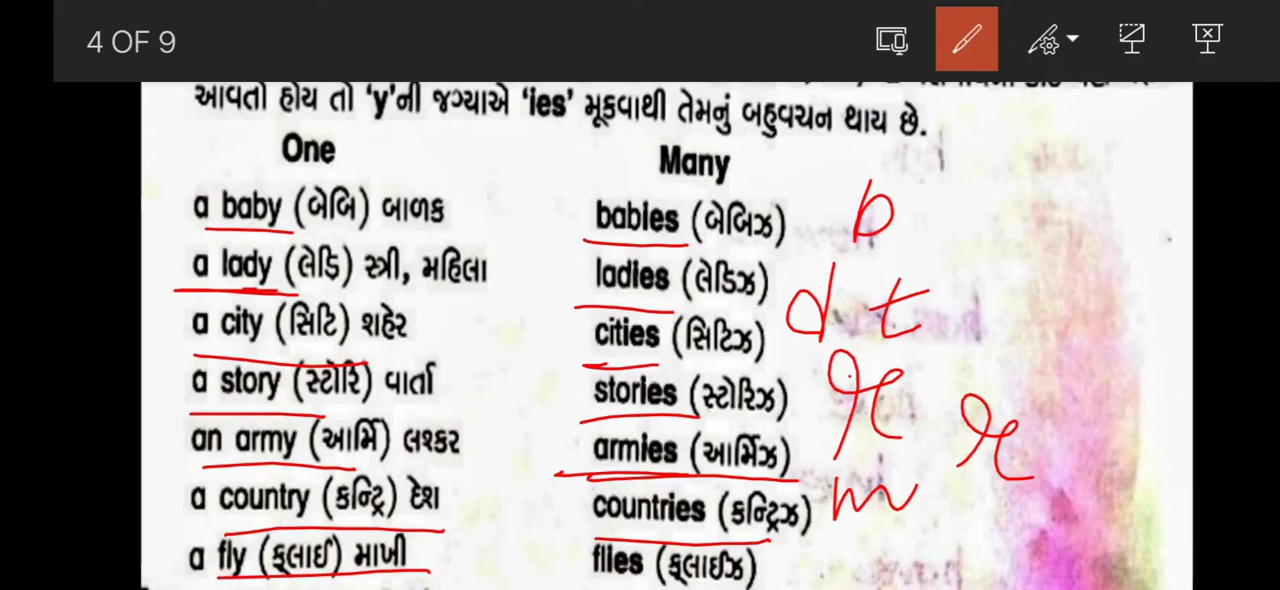 4 OF 9
આવતો હોય તો ‘y’ની જગ્યાએ ‘ies’ મૂકવાથી તેમનું બહુવચન થાય છે.
One Many
a baby (બેબિ) બાળક babies (બેબિઝ) b
a lady (લેડિ) સ્ત્રી, મહિલા ladies (લેડિઝ)
a city (સિટિ) શહેર cities (સિટિઝ) d t
a story (સ્ટોરિ) વાર્તા stories (સ્ટોરિઝ) r
an army (આર્મિ) લશ્કર armies (આર્મિઝ) r
a country (કન્ટ્રિ) દેશ countries (કન્ટ્રિઝ) m
a fly (ફ્લાઈ) માખી flies (ફ્લાઈઝ)